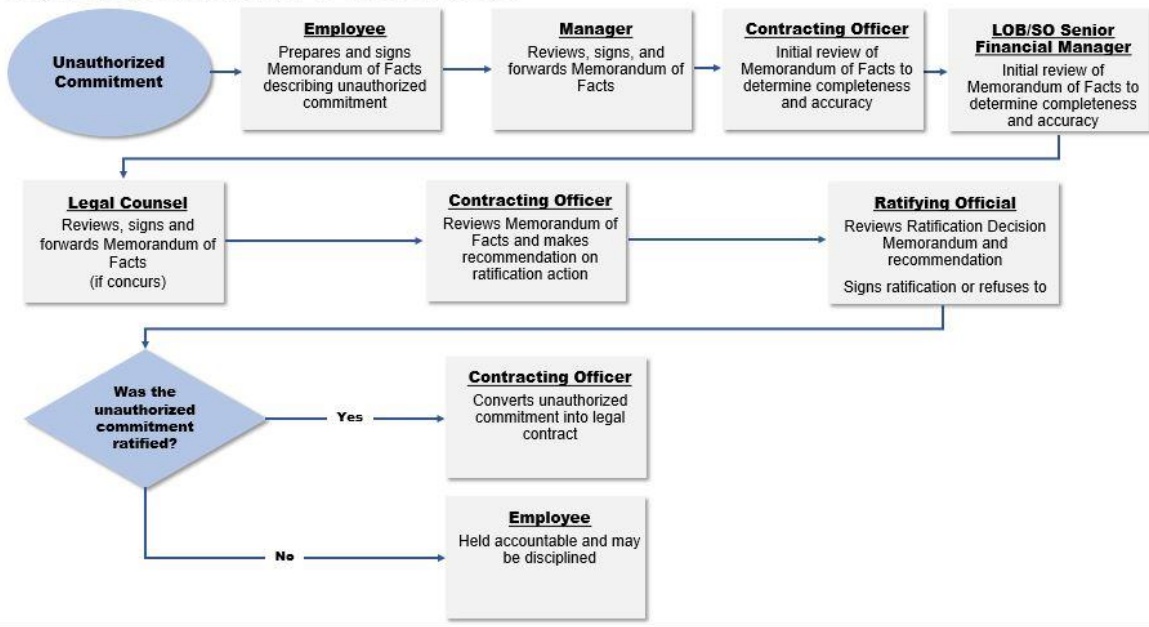 Unauthorized
Commitment
Employee
Prepares and signs
Memorandum of Facts
describing unauthorized
commitment
Manager
Reviews, signs, and
forwards Memorandum of
Facts
Contracting Officer
Initial review of
Memorandum of Facts to
determine completeness
and accuracy
LOB/SO Senior
Financial Manager
Initial review of
Memorandum of Facts to
determine completeness
and accuracy
Legal Counsel
Reviews, signs and
forwards Memorandum of
Facts
(if concurs)
Contracting Officer
Reviews Memorandum of
Facts and makes
recommendation on
ratification action
Ratifying Official
Reviews Ratification Decision
Memorandum and
recommendation
Signs ratification or refuses to
Was the
unauthorized
commitment
ratified?
Yes
Contracting Officer
Converts unauthorized
commitment into legal
contract
No
Employee
Held accountable and may
be disciplined